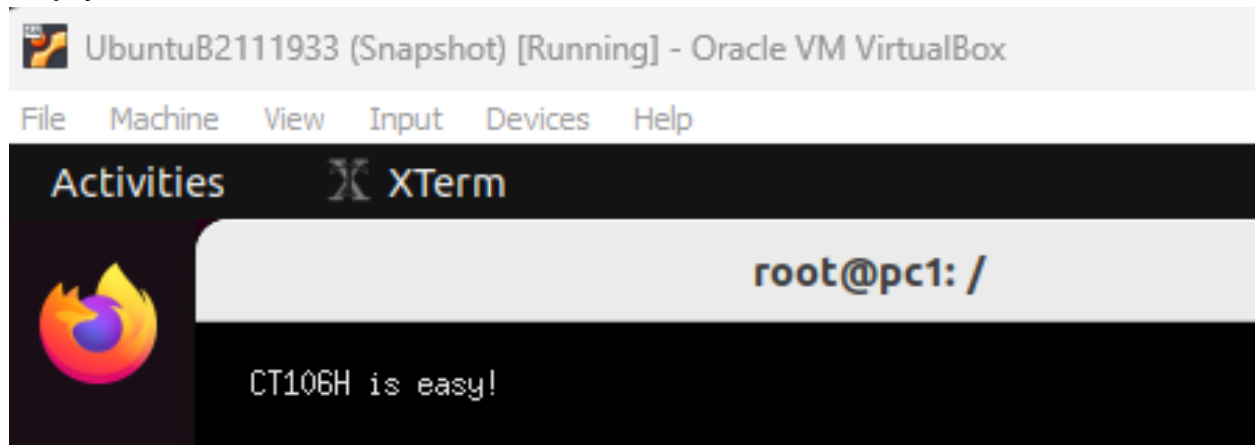 UbuntuB2111933 (Snapshot) [Running] - Oracle VM VirtualBox
File Machine View Input Devices Help
Activities XTerm
root@pc1: /
CT106H is easy!